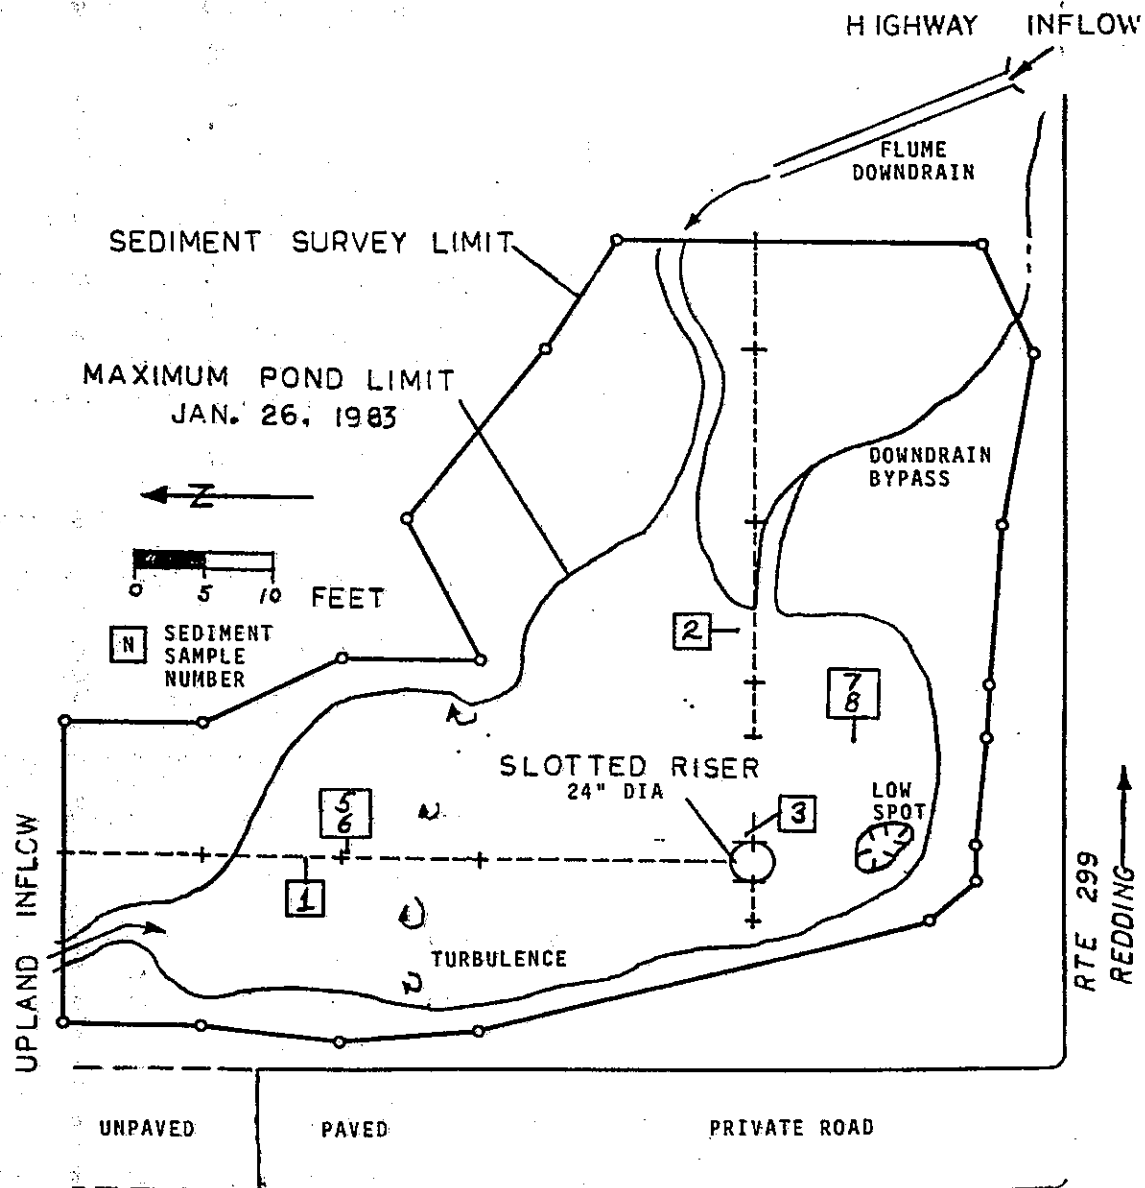 HIGHWAY INFLOW
FLUME
DOWNDRAIN
SEDIMENT SURVEY LIMIT
MAXIMUM POND LIMIT
JAN. 26, 1983
DOWNDRAIN
BYPASS
N
0 5 10 FEET
N SEDIMENT
SAMPLE
NUMBER
2
7
8
SLOTTED RISER
24" DIA
LOW
SPOT
5
6
3
1
TURBULENCE
UPLAND INFLOW
RTE 299
REDDING
UNPAVED PAVED PRIVATE ROAD